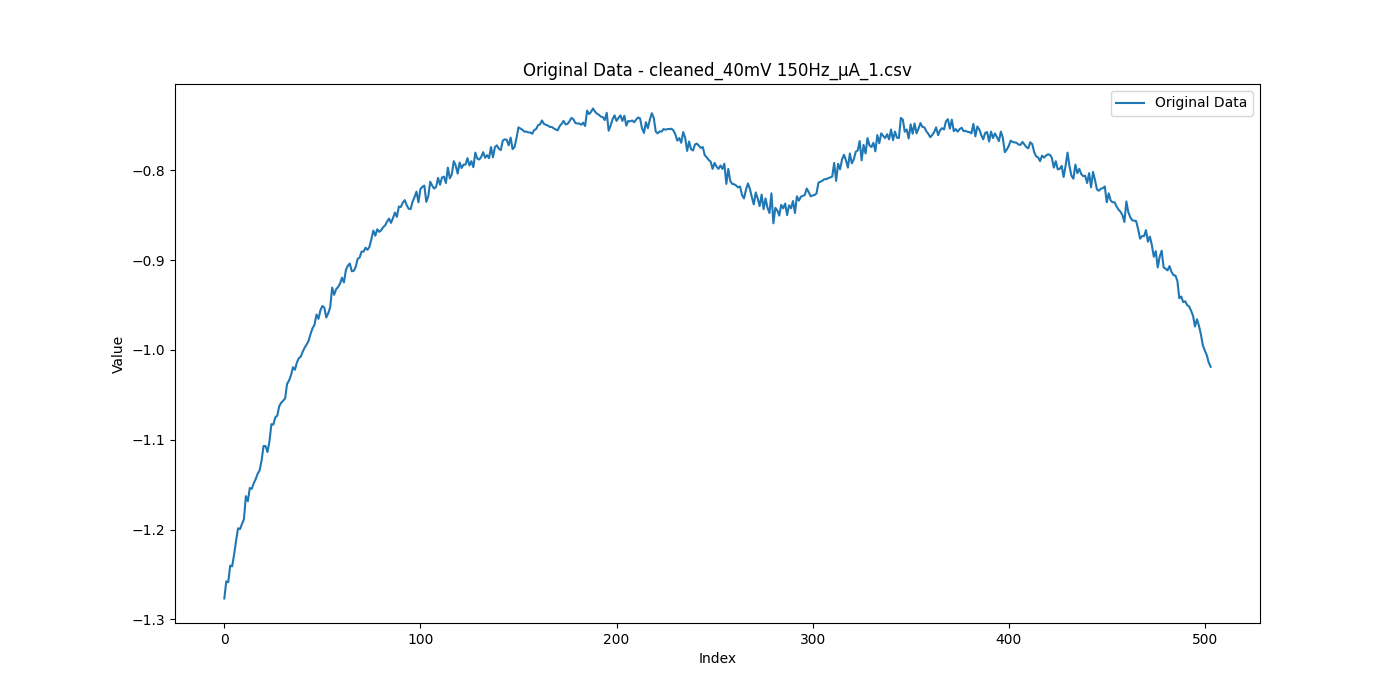 Original Data - cleaned_40mV 150Hz_μA_1.csv
Original Data
Value
−0.8
−0.9
−1.0
−1.1
−1.2
−1.3
0 100 200 300 400 500
Index